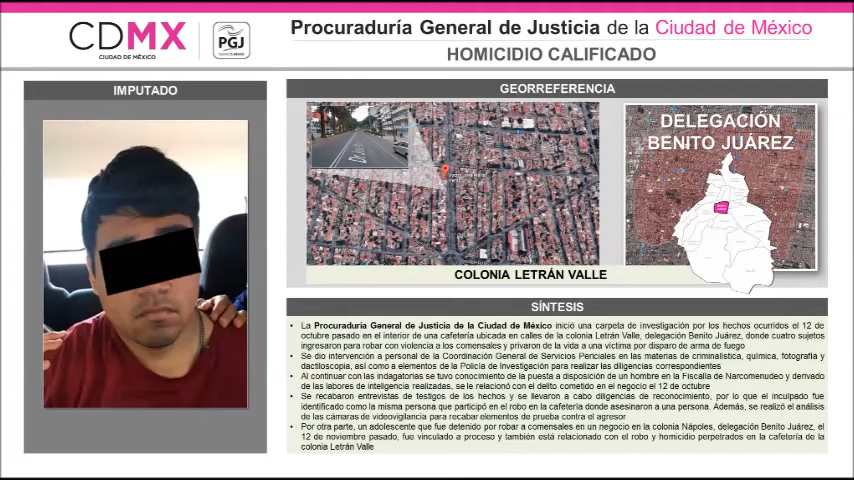 Procuraduría General de Justicia de la Ciudad de México
CDMX
CIUDAD DE MÉXICO
PGJ
HOMICIDIO CALIFICADO
IMPUTADO
GEORREFERENCIA
DELEGACIÓN
BENITO JUÁREZ
COLONIA LETRÁN VALLE
SÍNTESIS
• La Procuraduría General de Justicia de la Ciudad de México inició una carpeta de investigación por los hechos ocurridos el 12 de
octubre pasado en el interior de una cafetería ubicada en calles de la colonia Letrán Valle, delegación Benito Juárez, donde cuatro sujetos
ingresaron para robar con violencia a los comensales y privaron de la vida a una víctima por disparo de arma de fuego
• Se dio intervención a personal de la Coordinación General de Servicios Periciales en las materias de criminalística, química, fotografía y
dactiloscopia, así como a elementos de la Policía de Investigación para realizar las diligencias correspondientes
• Al continuar con las indagatorias se turo conocimiento de la puesta a disposición de un hombre en la Fiscalía de Narcomenudeo y derivado
de las labores de inteligencia realizadas, se le relacionó con el delito cometido en el negocio el 12 de octubre
• Se recabaron entrevistas de testigos de los hechos y se llevaron a cabo diligencias de reconocimiento, por lo que el inculpado fue
identificado como la misma persona que participó en el robo en la cafetería donde asesinaron a una persona. Además, se realizó el análisis
de las cámaras de videovigilancia para recabar elementos de prueba contra el agresor
• Por otra parte, un adolescente que fue detenido por robar a comensales en un negocio en la colonia Nápoles, delegación Benito Juárez, el
12 de noviembre pasado, fue vinculado a proceso y también está relacionado con el robo y homicidio perpetrados en la cafetería de la
colonia Letrán Valle